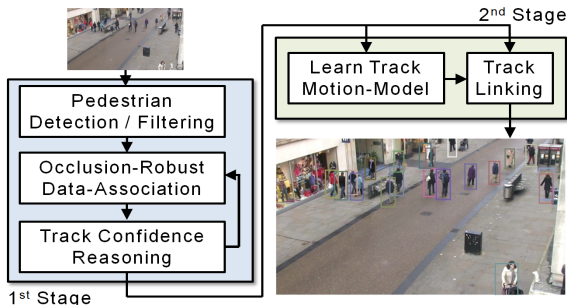 2nd Stage
Learn Track
Motion-Model
Track
Linking
Pedestrian
Detection / Filtering
Occlusion-Robust
Data-Association
Track Confidence
Reasoning
1st Stage